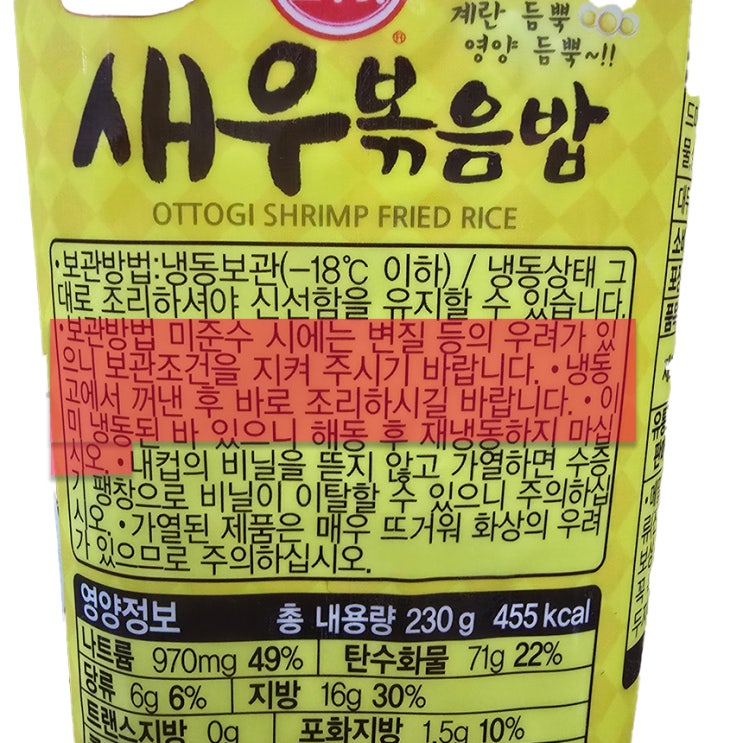 계란 듬뿍
영양 듬뿍~!!
새우볶음밥
OTTOGI SHRIMP FRIED RICE
•보관방법:냉동보관(-18℃ 이하) / 냉동상태 그
대로 조리하셔야 신선함을 유지할 수 있습니다.
•보관방법 미준수 시에는 변질 등의 우려가 있
으니 보관조건을 지켜 주시기 바랍니다. •냉동
고에서 꺼낸 후 바로 조리하시길 바랍니다. •이
미 냉동된 바 있으니 해동 후 재냉동하지 마십
시오. •내컵의 비닐을 뜯지 않고 가열하면 수증
기 팽창으로 비닐이 이탈할 수 있으니 주의하십
시오. •가열된 제품은 매우 뜨거워 화상의 우려
가 있으므로 주의하십시오.
영양정보 총 내용량 230 g 455 kcal
나트륨 970mg 49% 탄수화물 71g 22%
당류 6g 6% 지방 16g 30%
트랜스지방 0g 포화지방 1.5g 10%